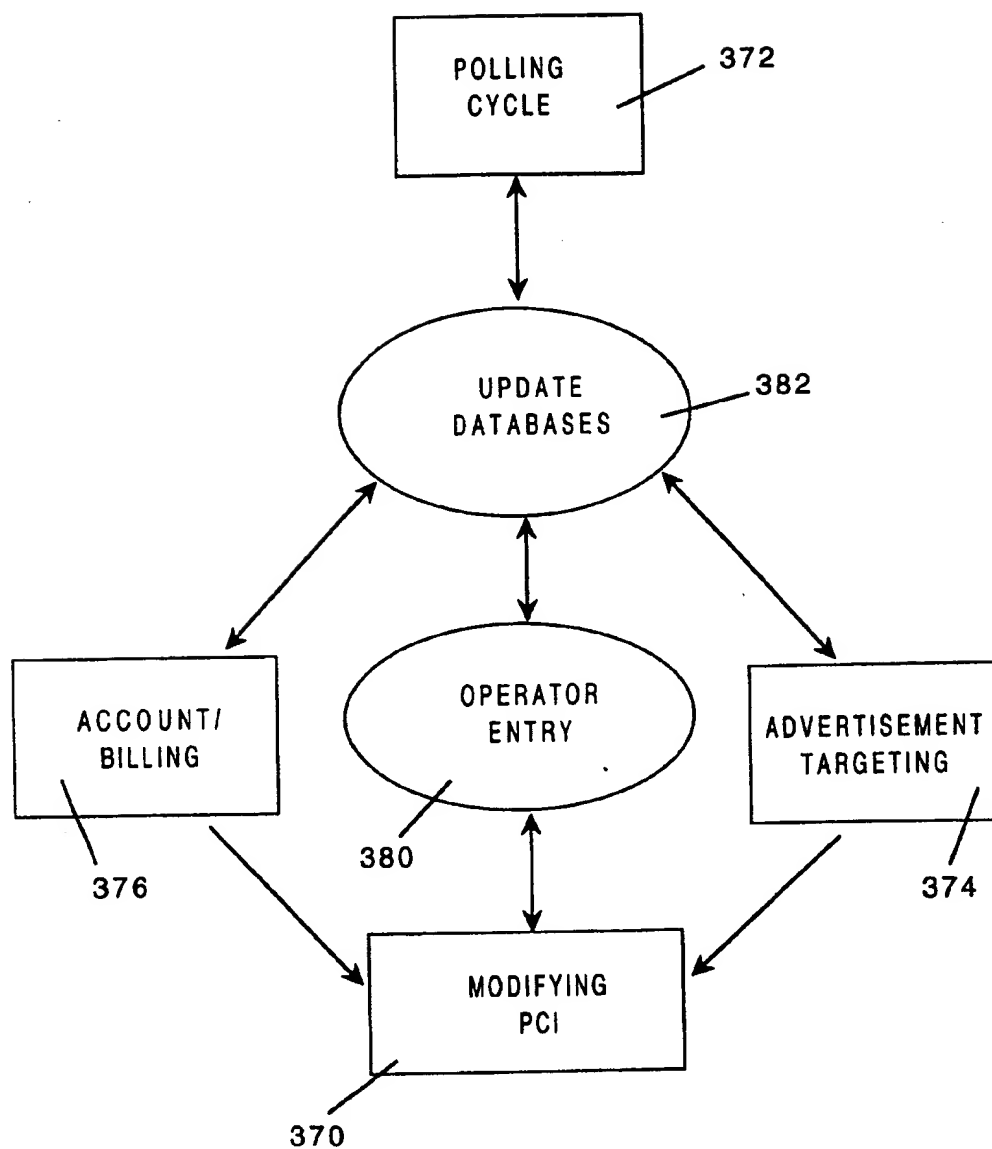 POLLING
CYCLE
372
UPDATE
DATABASES
382
ACCOUNT/
BILLING
OPERATOR
ENTRY
ADVERTISEMENT
TARGETING
380
376
374
MODIFYING
PCI
370